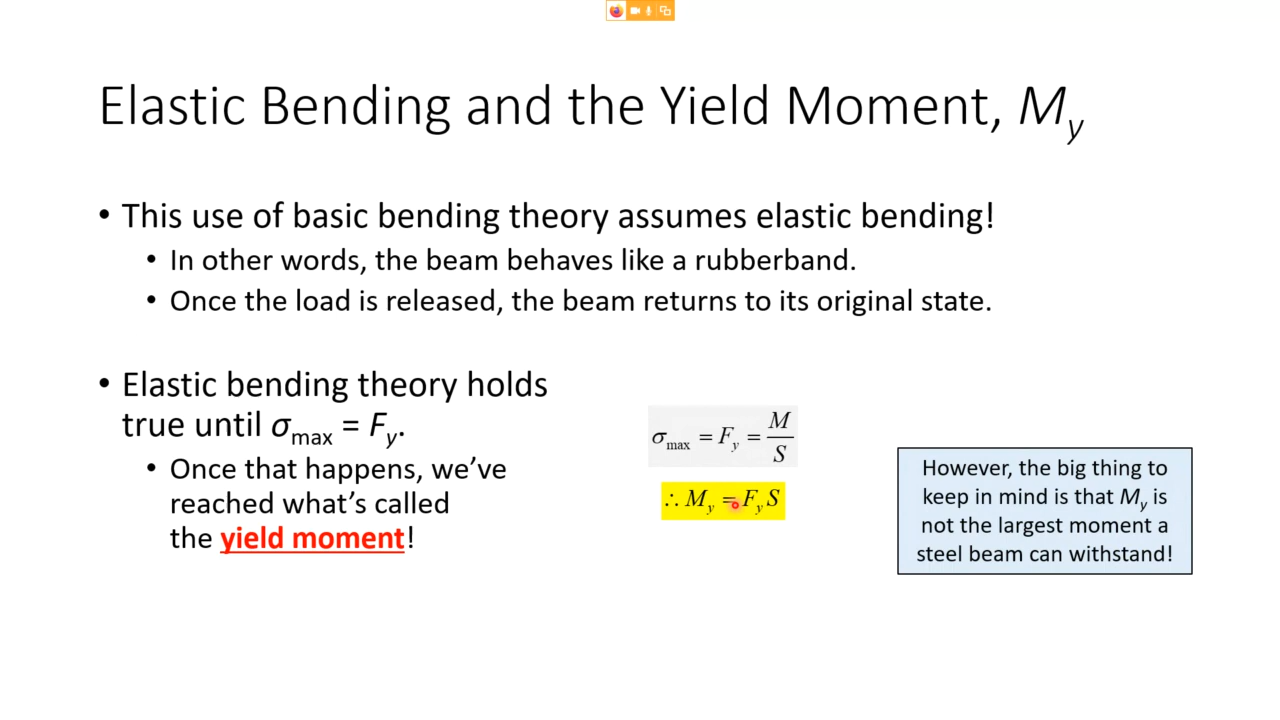 Elastic Bending and the Yield Moment, My
• This use of basic bending theory assumes elastic bending!
• In other words, the beam behaves like a rubberband.
• Once the load is released, the beam returns to its original state.
• Elastic bending theory holds
true until σmax = Fy.
• Once that happens, we’ve
reached what’s called
the yield moment!
σmax = Fy = M/S
∴ My = FyS
However, the big thing to
keep in mind is that My is
not the largest moment a
steel beam can withstand!